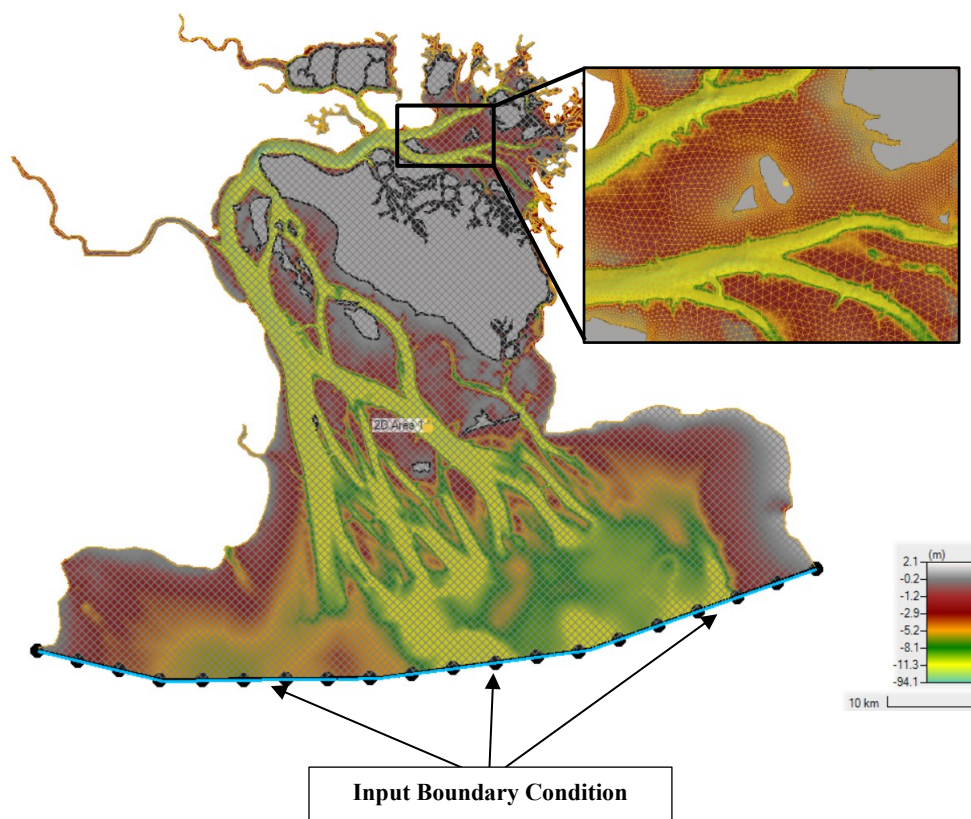 2D Area 1
(m)
2.1
-0.2
-1.2
-2.9
-5.2
-8.1
-11.3
-94.1
10 km
Input Boundary Condition